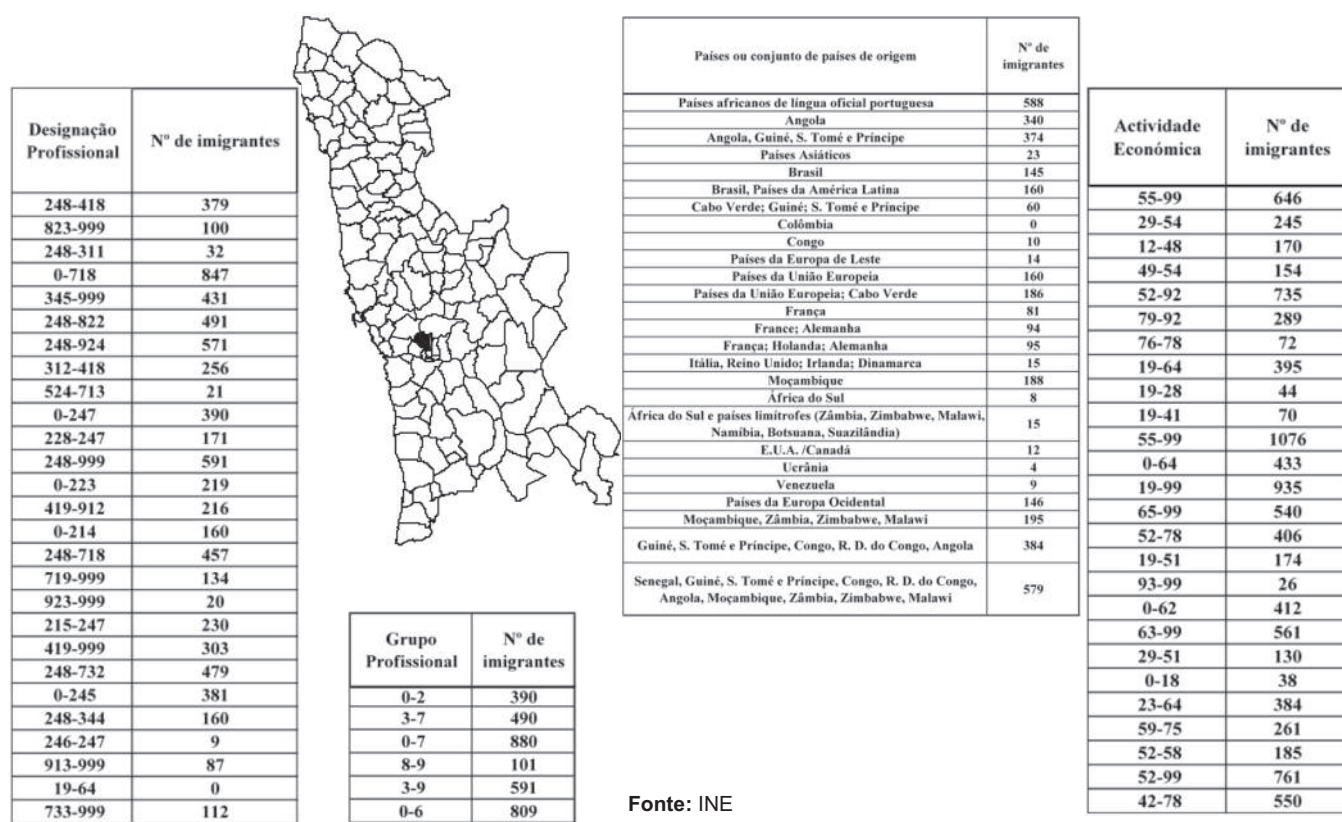 Designação
Profissional
Nº de imigrantes
248-418 379
823-999 100
248-311 32
0-718 847
345-999 431
248-822 491
248-924 571
312-418 256
524-713 21
0-247 390
228-247 171
248-999 591
0-223 219
419-912 216
0-214 160
248-718 457
719-999 134
923-999 20
215-247 230
419-999 303
248-732 479
0-245 381
248-344 160
246-247 9
913-999 87
19-64 0
733-999 112
Grupo
Profissional
Nº de
imigrantes
0-2 390
3-7 490
0-7 880
8-9 101
3-9 591
0-6 809
Países ou conjunto de países de origem
Nº de
imigrantes
Países africanos de língua oficial portuguesa 588
Angola 340
Angola, Guiné, S. Tomé e Príncipe 374
Países Asiáticos 23
Brasil 145
Brasil, Países da América Latina 160
Cabo Verde; Guiné; S. Tomé e Príncipe 60
Colômbia 0
Congo 10
Países da Europa de Leste 14
Países da União Europeia 160
Países da União Europeia; Cabo Verde 186
França 81
France; Alemanha 94
França; Holanda; Alemanha 95
Itália, Reino Unido; Irlanda; Dinamarca 15
Moçambique 188
África do Sul 8
África do Sul e países limítrofes (Zâmbia, Zimbabwe, Malawi,
Namíbia, Botsuana, Suazilândia) 15
E.U.A. /Canadá 12
Ucrânia 4
Venezuela 9
Países da Europa Ocidental 146
Moçambique, Zâmbia, Zimbabwe, Malawi 195
Guiné, S. Tomé e Príncipe, Congo, R. D. do Congo, Angola 384
Senegal, Guiné, S. Tomé e Príncipe, Congo, R. D. do Congo,
Angola, Moçambique, Zâmbia, Zimbabwe, Malawi 579
Fonte: INE
Actividade
Económica
Nº de
imigrantes
55-99 646
29-54 245
12-48 170
49-54 154
52-92 735
79-92 289
76-78 72
19-64 395
19-28 44
19-41 70
55-99 1076
0-64 433
19-99 935
65-99 540
52-78 406
19-51 174
93-99 26
0-62 412
63-99 561
29-51 130
0-18 38
23-64 384
59-75 261
52-58 185
52-99 761
42-78 550